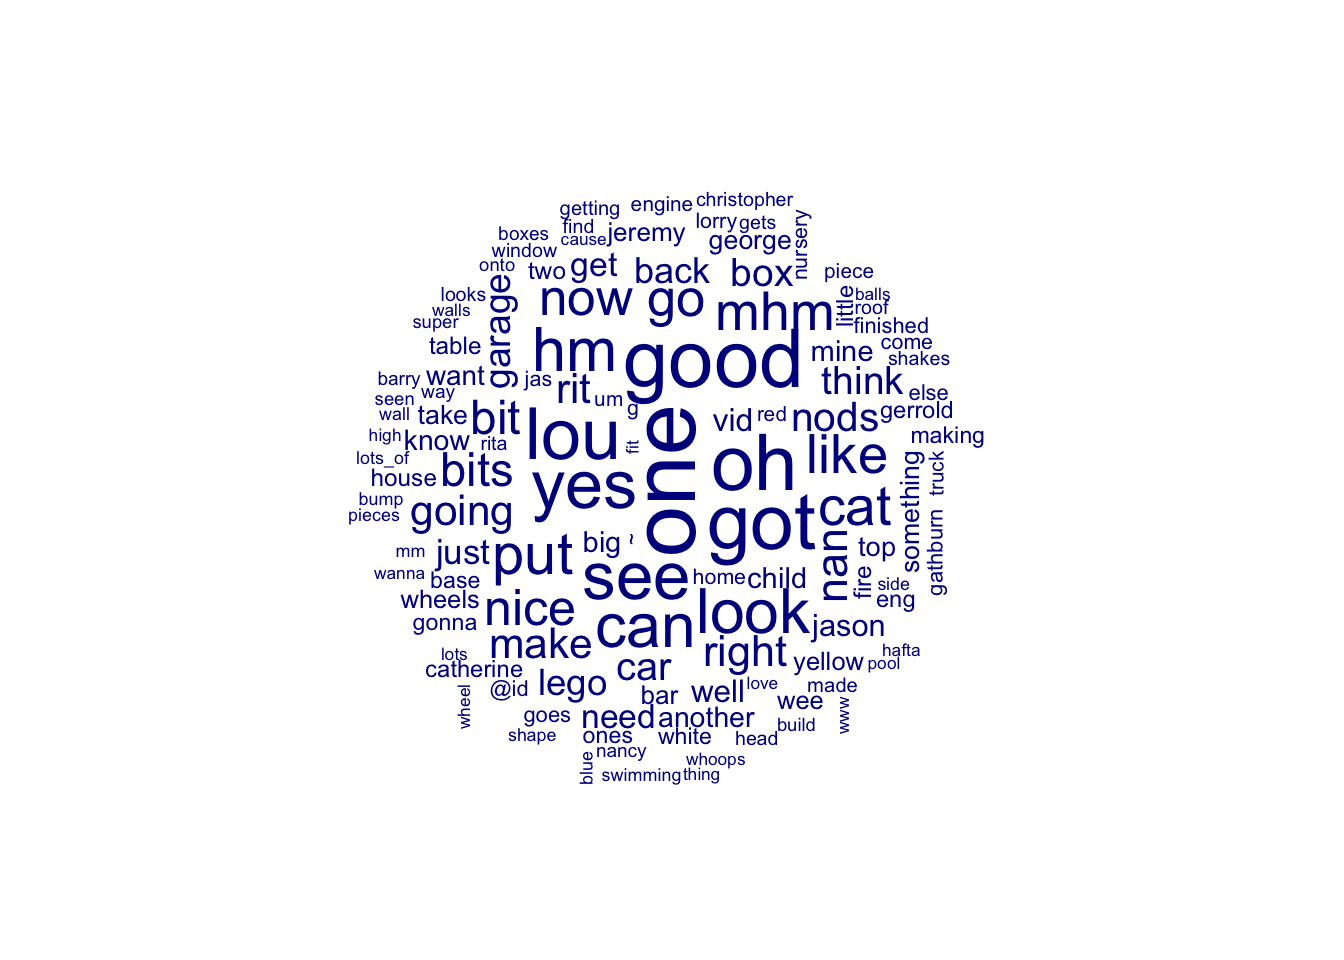 getting engine christopher
find lorry gets
boxes cause jeremy george nursery
window
onto two get back box piece
looks garage now go mhm little balls
walls roof
super finished
table hm good mine come
shakes
barry want jas rit think else
seen way um
wall take bit g vid red nods gerrold
high know rita lou fit one oh like making
lots_of
house bits yes something truck
bump
pieces going got cat
mm just put big ~ nan top gathburn
wanna base see home child fire side
wheels nice can look eng
gonna jason
lots make right hafta
catherine car yellow pool
wheel @id lego bar well love wee made www
goes need another build
shape ones white head
blue nancy whoops
swimming thing